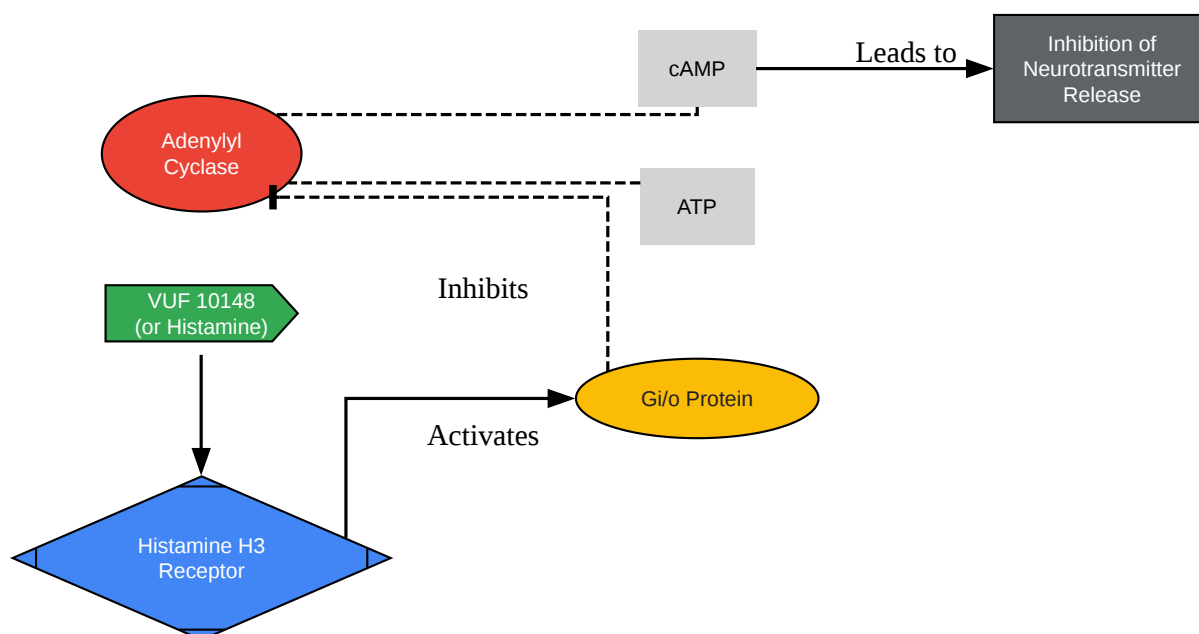 cAMP
Leads to
Inhibition of
Neurotransmitter
Release
Adenylyl
Cyclase
ATP
Inhibits
VUF 10148
(or Histamine)
Gi/o Protein
Activates
Histamine H3
Receptor